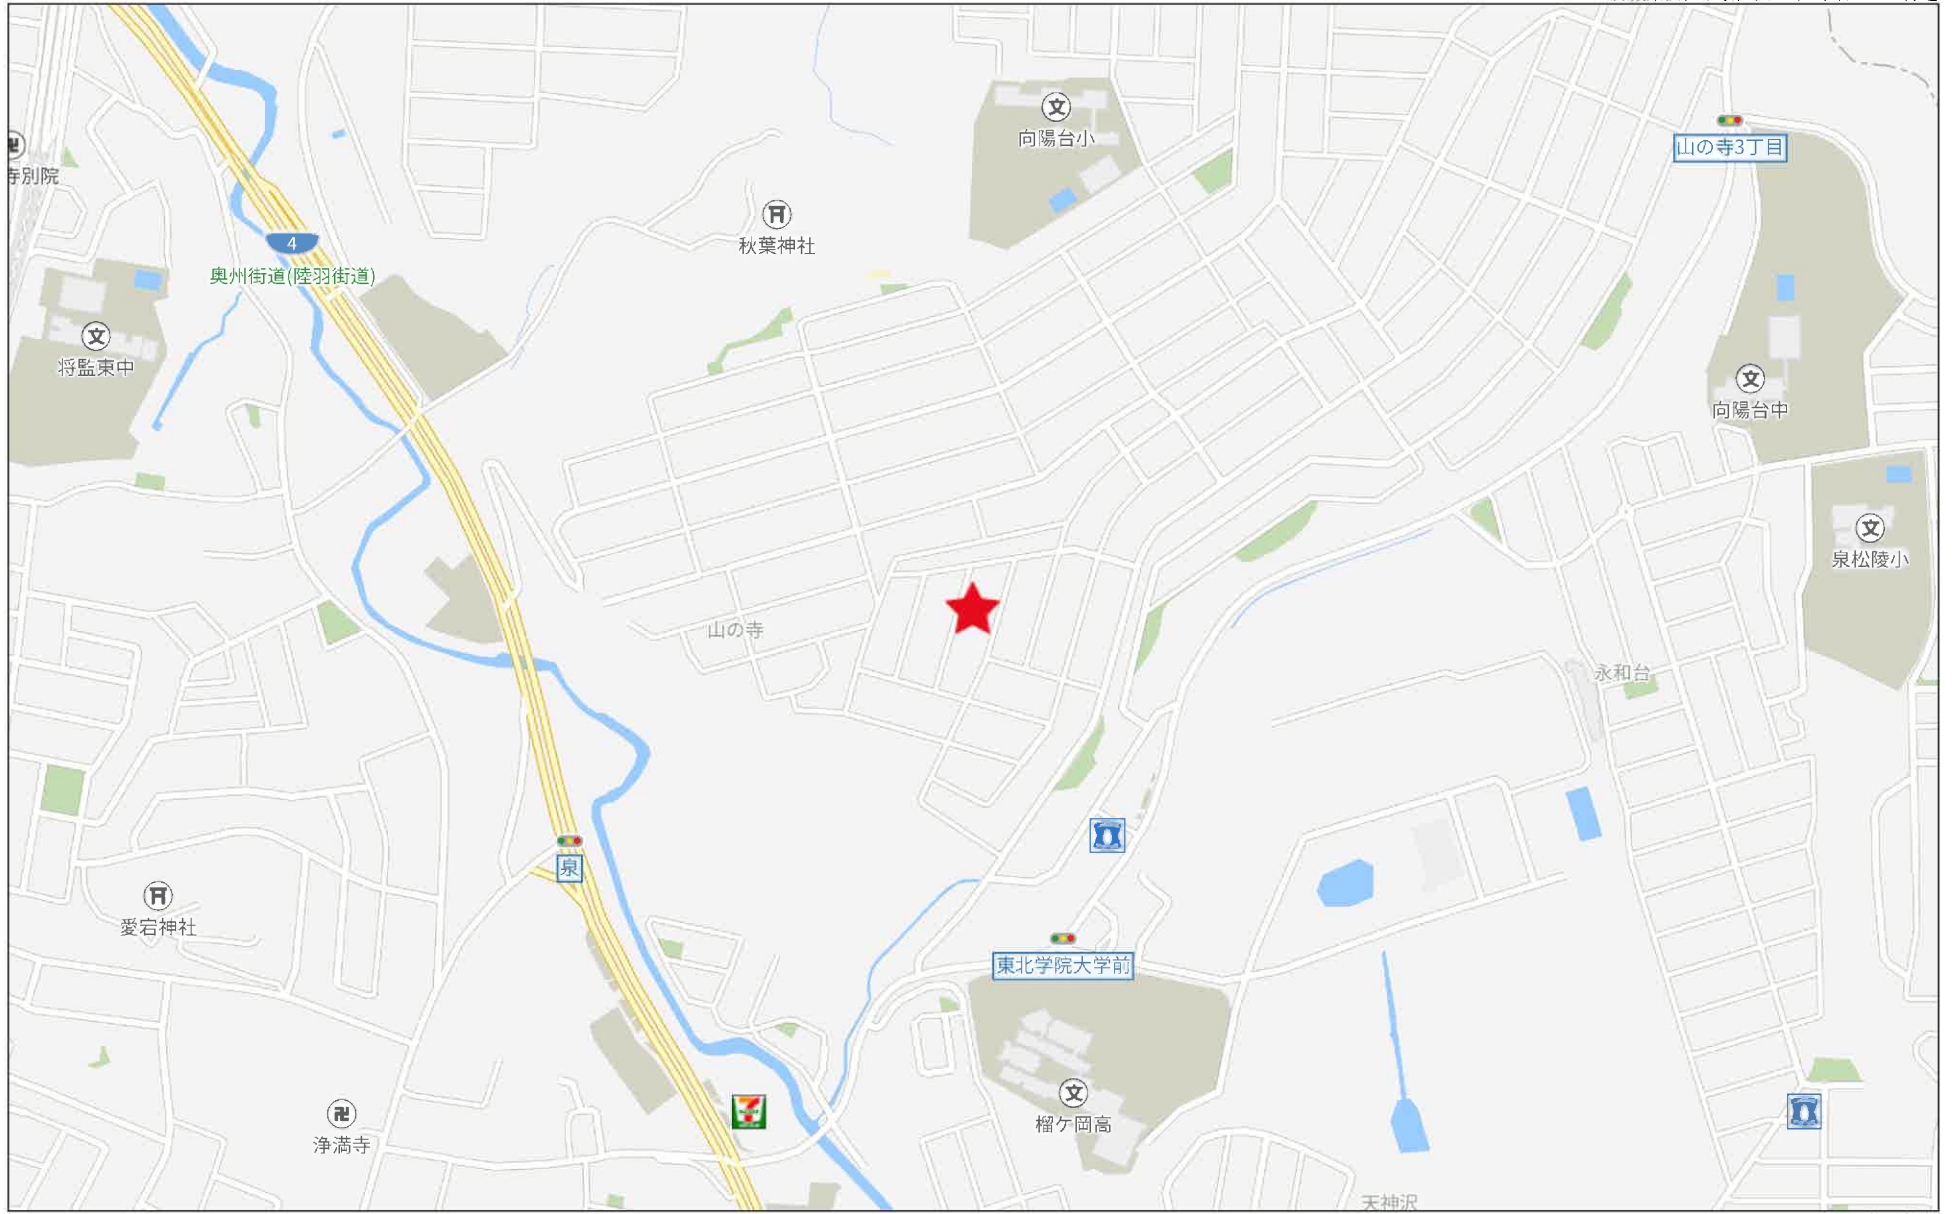 向陽台小
山の寺3丁目
寺別院
秋葉神社
4
奥州街道(陸羽街道)
将監東中
向陽台中
泉松陵小
山の寺
永和台
泉
愛宕神社
東北学院大学前
7
榴ケ岡高
浄満寺
天神沢